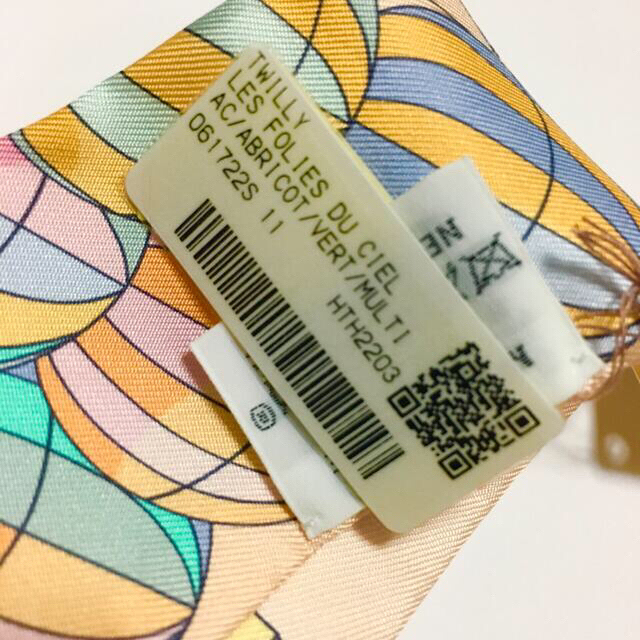 TWILLY
LES FOLIES DU CIEL
AC/ABRICOT/VERT/MULTI
061722S 11
HTH2203